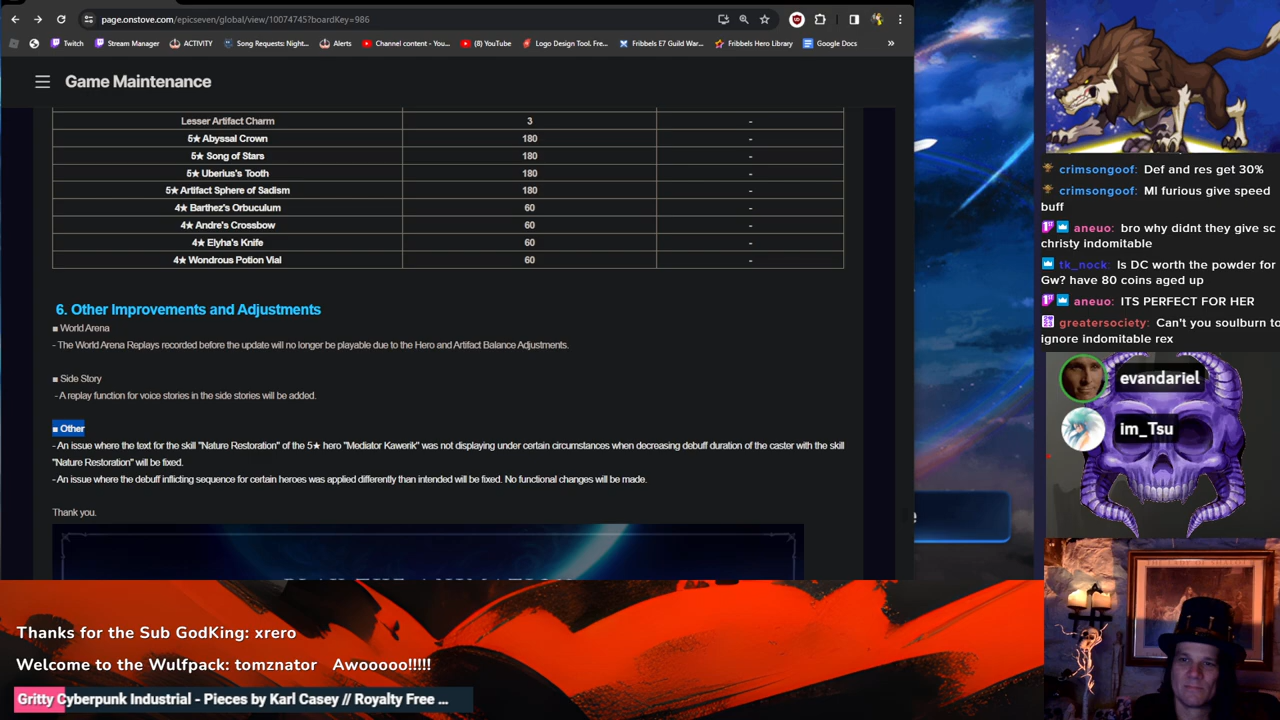 page.onstove.com/epicseven/global/view/10074745?boardKey=986
Twitch
Stream Manager
ACTIVITY
Song Requests: Night...
Alerts
Channel content - You...
(8) YouTube
Logo Design Tool. Fre...
Fribbels E7 Guild War...
Fribbels Hero Library
Google Docs
»
Game Maintenance
Lesser Artifact Charm 3 -
5★ Abyssal Crown 180 -
5★ Song of Stars 180 -
5★ Uberius's Tooth 180 -
5★ Artifact Sphere of Sadism 180 -
4★ Barthez's Orbuculum 60 -
4★ Andre's Crossbow 60 -
4★ Elyha's Knife 60 -
4★ Wondrous Potion Vial 60 -
6. Other Improvements and Adjustments
■ World Arena
- The World Arena Replays recorded before the update will no longer be playable due to the Hero and Artifact Balance Adjustments.
■ Side Story
- A replay function for voice stories in the side stories will be added.
■ Other
- An issue where the text for the skill "Nature Restoration" of the 5★ hero "Mediator Kawerik" was not displaying under certain circumstances when decreasing debuff duration of the caster with the skill
"Nature Restoration" will be fixed.
- An issue where the debuff inflicting sequence for certain heroes was applied differently than intended will be fixed. No functional changes will be made.
Thank you.
crimsongoof: Def and res get 30%
crimsongoof: Ml furious give speed
buff
aneuo: bro why didnt they give sc
christy indomitable
tk_nock: Is DC worth the powder for
Gw? have 80 coins aged up
aneuo: ITS PERFECT FOR HER
greatersociety: Can't you soulburn to
ignore indomitable rex
evandariel
im_Tsu
e
Thanks for the Sub GodKing: xrero
Welcome to the Wulfpack: tomznator Awooooo!!!!!
Gritty Cyberpunk Industrial - Pieces by Karl Casey // Royalty Free ...